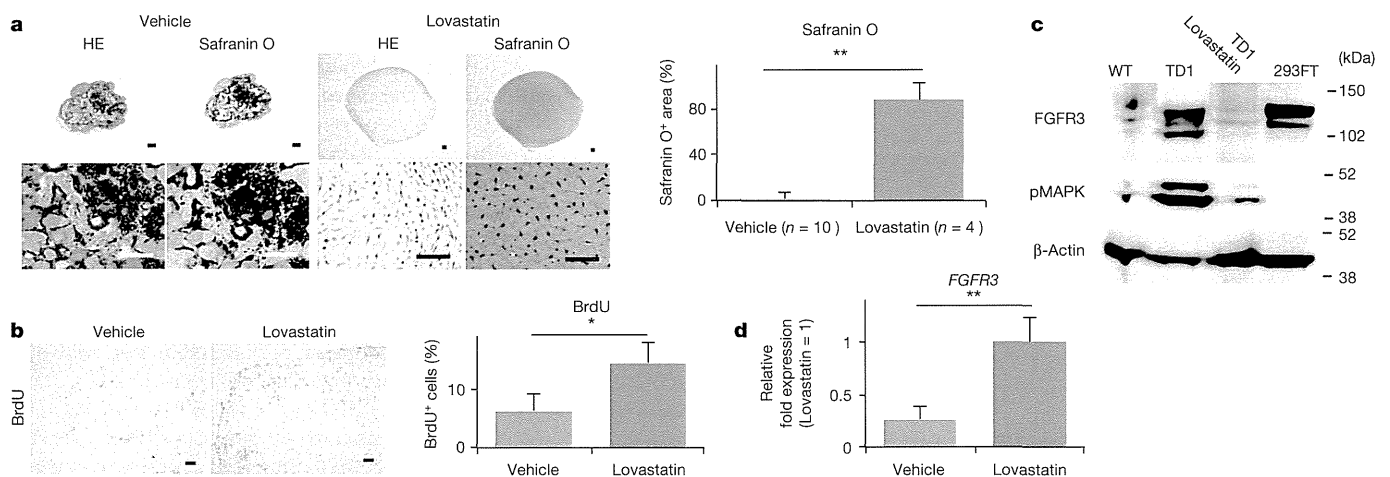 a
Vehicle
HE
Safranin O
Lovastatin
HE
Safranin O
Safranin O
**
Safranin O⁺ area (%)
80
40
0
Vehicle (n = 10 )
Lovastatin (n = 4 )
b
Vehicle
Lovastatin
BrdU
BrdU
*
BrdU⁺ cells (%)
10
0
Vehicle
Lovastatin
c
WT
TD1
TD1
Lovastatin
293FT
(kDa)
FGFR3
150
102
pMAPK
52
38
β-Actin
52
38
d
FGFR3
**
Relative
fold expression
(Lovastatin = 1)
1
0.5
0
Vehicle
Lovastatin